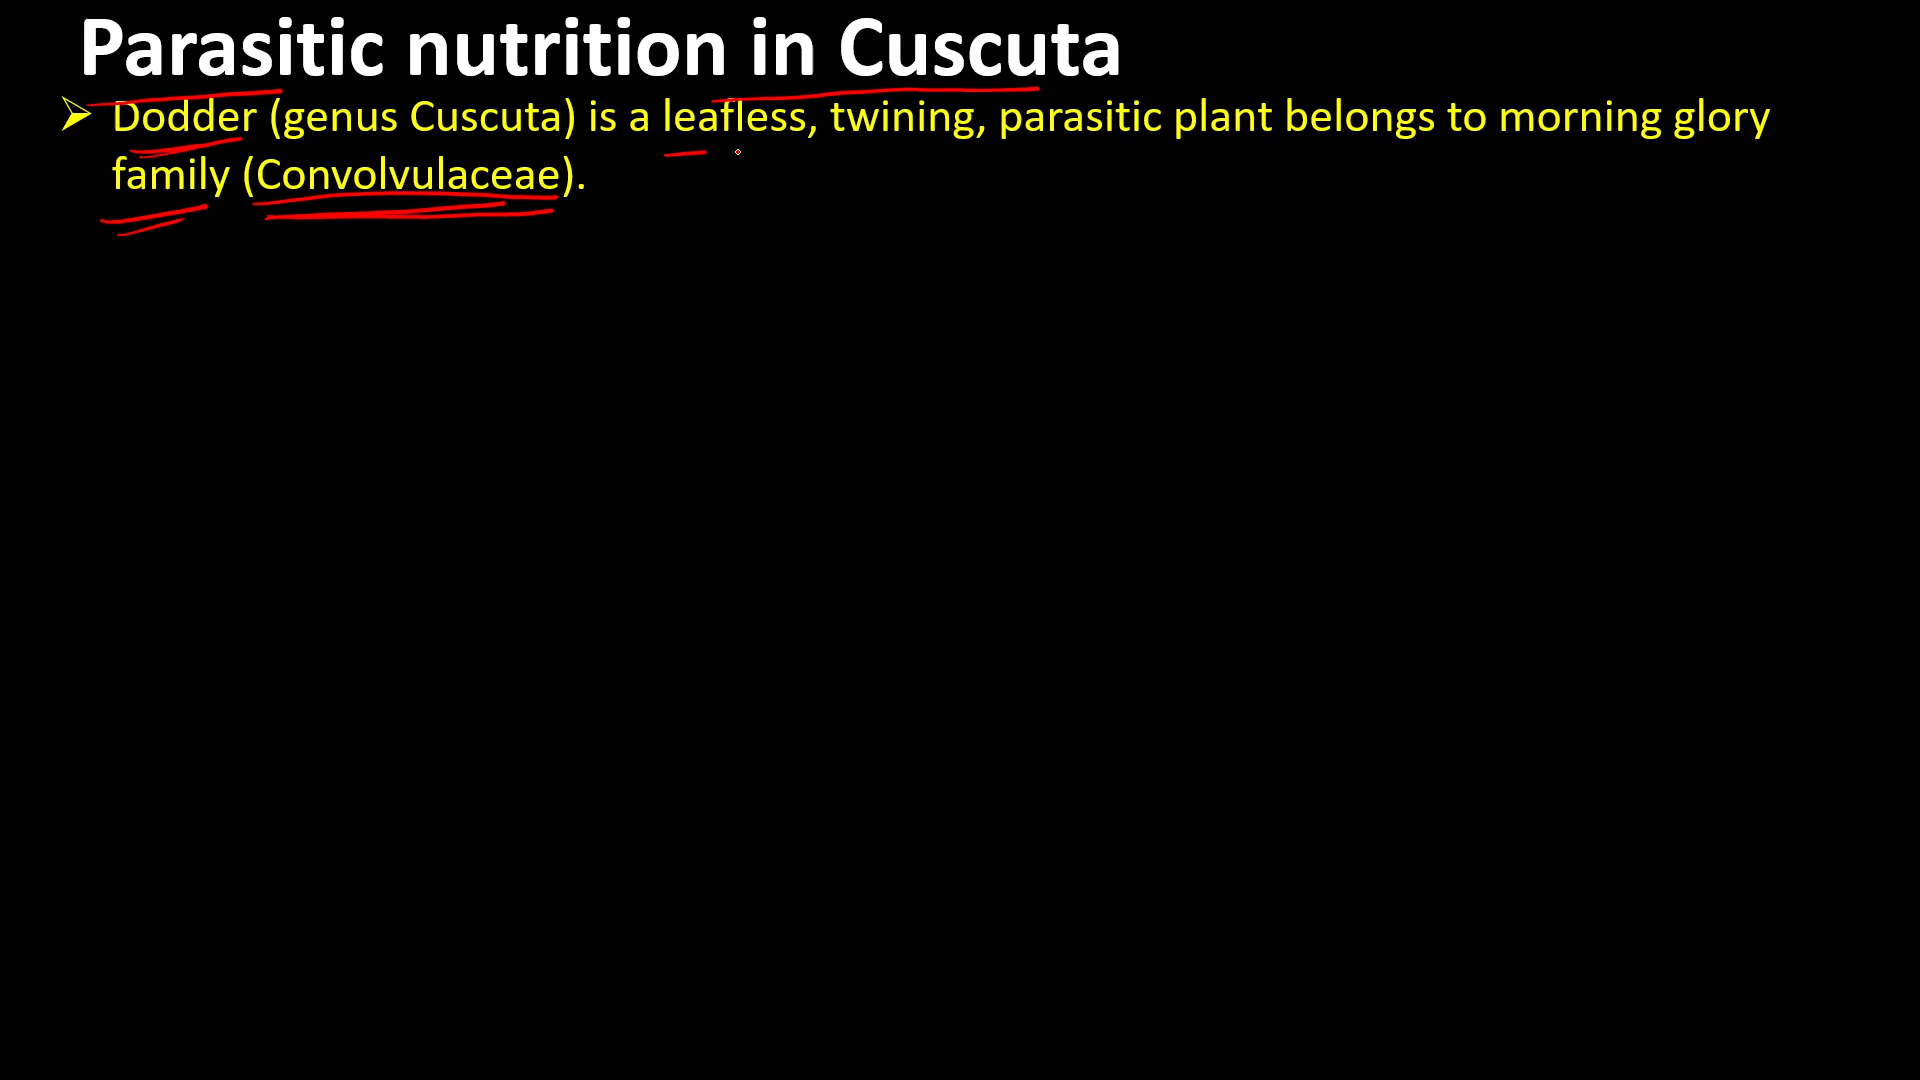 Parasitic nutrition in Cuscuta
Dodder (genus Cuscuta) is a leafless, twining, parasitic plant belongs to morning glory
family (Convolvulaceae).